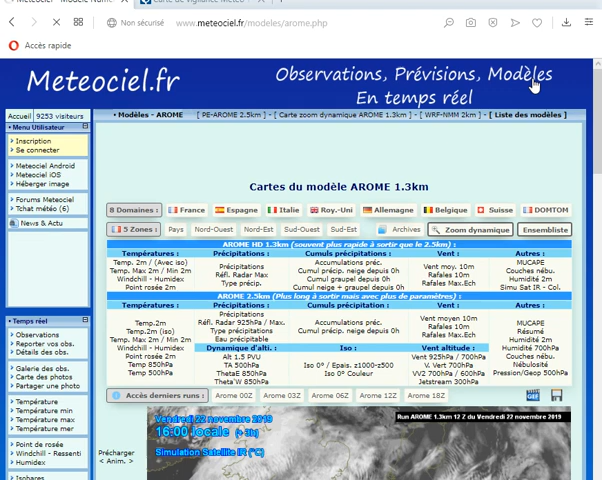 Meteociel - Modèle Num
Carte de vigilance Météo
Non sécurisé www.meteociel.fr/modeles/arome.php
Accès rapide
Meteociel.fr
Observations, Prévisions, Modèles
En temps réel
Accueil 9253 visiteurs
• Modèles - AROME [ PE-AROME 2.5km ] - [ Carte zoom dynamique AROME 1.3km ] - [ WRF-NMM 2km ] - [ Liste des modèles ]
Menu Utilisateur
Inscription
Se connecter
Meteociel Android
Meteociel iOS
Héberger image
Forums Meteociel
Tchat météo (6)
News & Actu
Temps réel
Observations
Reporter vos obs.
Détails des obs.
Galerie des obs.
Carte des photos
Partager une photo
Température
Température min
Température max
Température mer
Point de rosée
Windchill - Ressenti
Humidex
Isohares
Cartes du modèle AROME 1.3km
8 Domaines : France Espagne Italie Roy.-Uni Allemagne Belgique Suisse DOMTOM
5 Zones : Pays Nord-Ouest Nord-Est Sud-Ouest Sud-Est Archives Zoom dynamique Ensembliste
AROME HD 1.3km (souvent plus rapide à sortir que le 2.5km) :
Températures : Précipitations : Cumuls précipitations : Vent : Autres :
Temp. 2m / (Avec iso)
Temp. Max 2m / Min 2m
Windchill - Humidex
Point rosée 2m
Précipitations
Réfl. Radar Max
Type précip.
Accumulations préc.
Cumul précip. neige depuis 0h
Cumul graupel depuis 0h
Cumul neige + graupel depuis 0h
Vent moy. 10m
Rafales 10m
Rafales Max.Ech
MUCAPE
Couches nébu.
Humidité 2m
Simu Sat IR - Col.
AROME 2.5km (Plus long à sortir mais avec plus de paramètres) :
Températures : Précipitations : Cumuls précipitations : Vent : Autres :
Temp.2m
Temp.2m (iso)
Temp. Max 2m / Min 2m
Windchill - Humidex
Point rosée 2m
Temp 850hPa
Temp 500hPa
Précipitations
Réfl. Radar 925hPa / Max.
Type précipitations
Eau précipitable
Accumulations préc.
Cumul précip. neige depuis 0h
Vent moyen 10m
Rafales 10m
Rafales Max.Ech
Dynamique d'alti. : Iso : Vent altitude :
Alt 1.5 PVU
TA 500hPa
ThetaE 850hPa
Theta'W 850hPa
Iso 0° / Epais. z1000-z500
Iso 0° Couleur
Vent 925hPa / 700hPa
V. Vert 700hPa
VV2 700hPa / 600hPa
Jetstream 300hPa
MUCAPE
Résumé
Humidité 2m
Humidité 700hPa
Couches nébu.
Nébulosité
Pression/Geop 500hPa
Accès derniers runs : Arome 00Z Arome 03Z Arome 06Z Arome 12Z Arome 18Z
Précharger
< Anim. >
Vendredi 22 novembre 2019
16:00 locale (+ 3h)
Simulation Satellite IR (°C)
Run AROME 1.3km 12 Z du Vendredi 22 novembre 2019